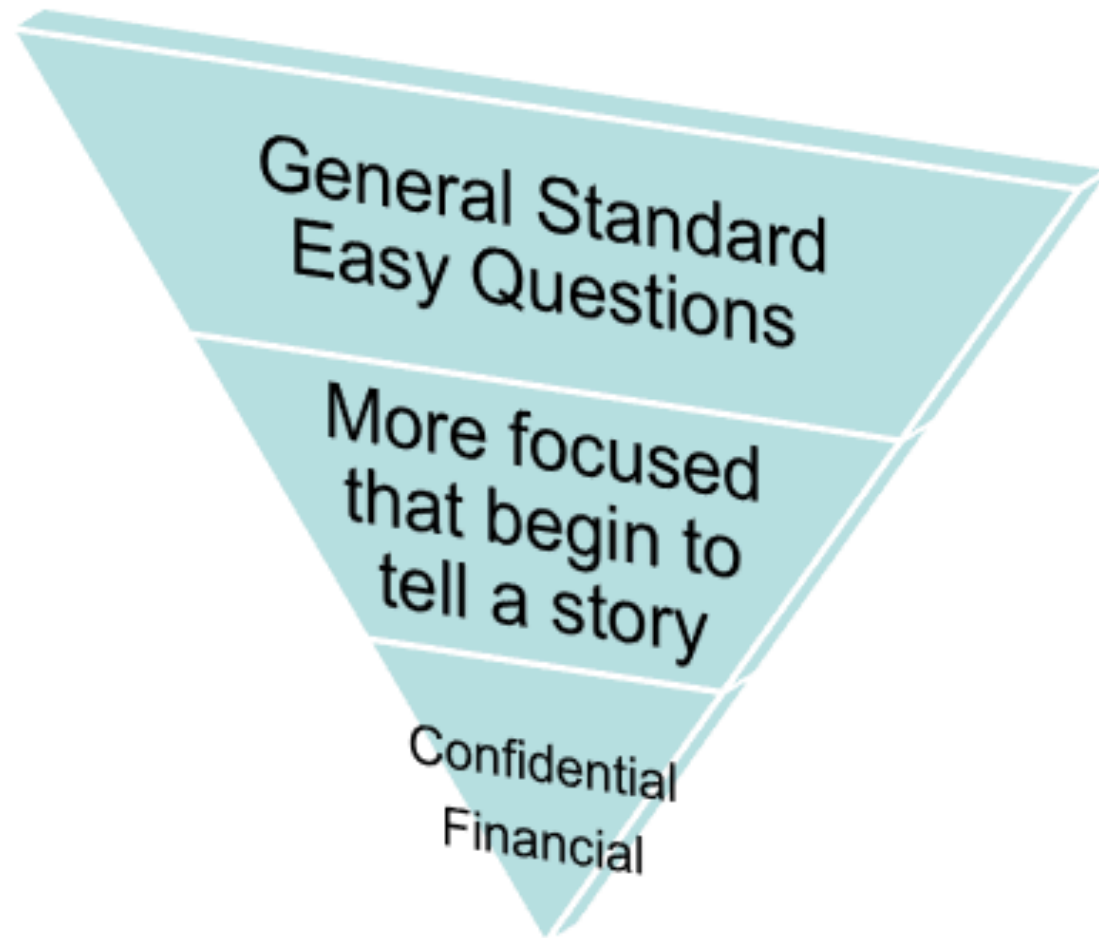 General Standard
Easy Questions
More focused
that begin to
tell a story
Confidential
Financial